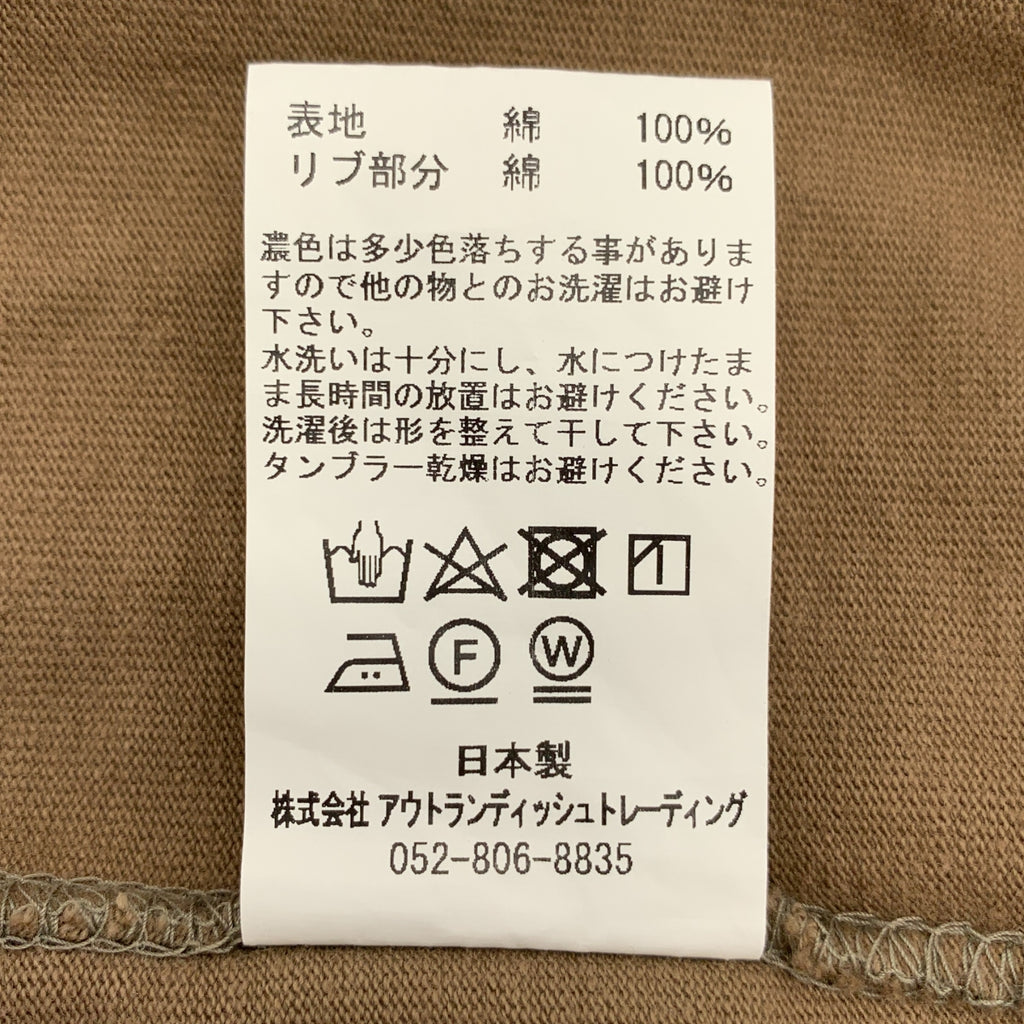 表地 綿 100%
リブ部分 綿 100%
濃色は多少色落ちする事がありま
すので他の物とのお洗濯はお避け
下さい。
水洗いは十分にし、水につけたま
ま長時間の放置はお避けください。
洗濯後は形を整えて干して下さい。
タンブラー乾燥はお避けください。
F W
日本製
株式会社 アウトランディッシュトレーディング
052-806-8835